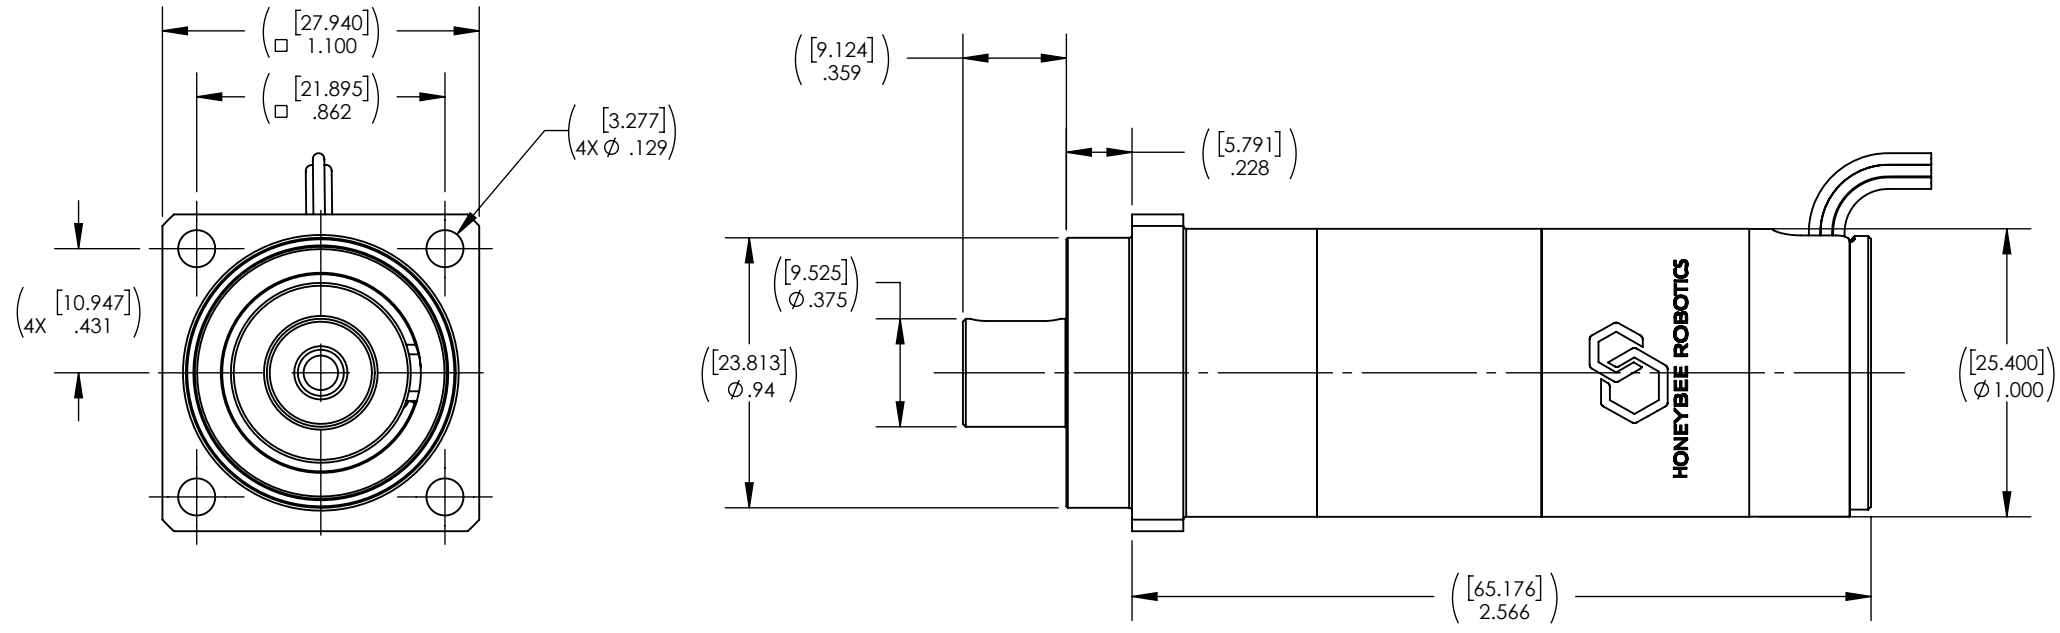 [27.940]
□ 1.100
[21.895]
□ .862
[3.277]
4X Ø .129
[10.947]
4X .431
[9.124]
.359
[5.791]
.228
[9.525]
Ø .375
[23.813]
Ø .94
HONEYBEE ROBOTICS
[25.400]
Ø 1.000
[65.176]
2.566